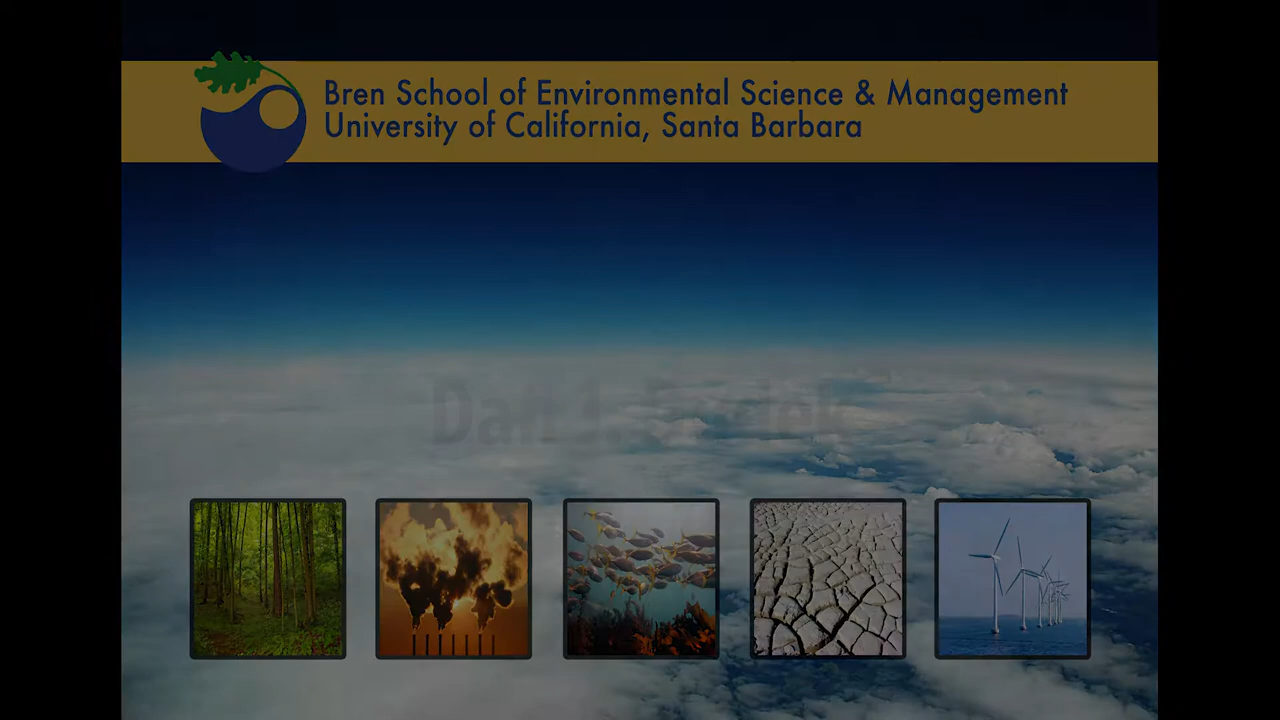 Bren School of Environmental Science & Management
University of California, Santa Barbara